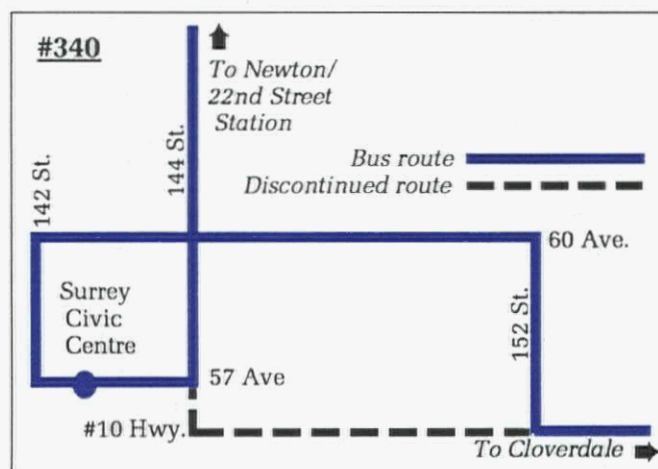 #340
To Newton/
22nd Street
Station
142 St.
144 St.
Bus route
Discontinued route
60 Ave.
Surrey
Civic
Centre
152 St.
57 Ave
#10 Hwy.
To Cloverdale